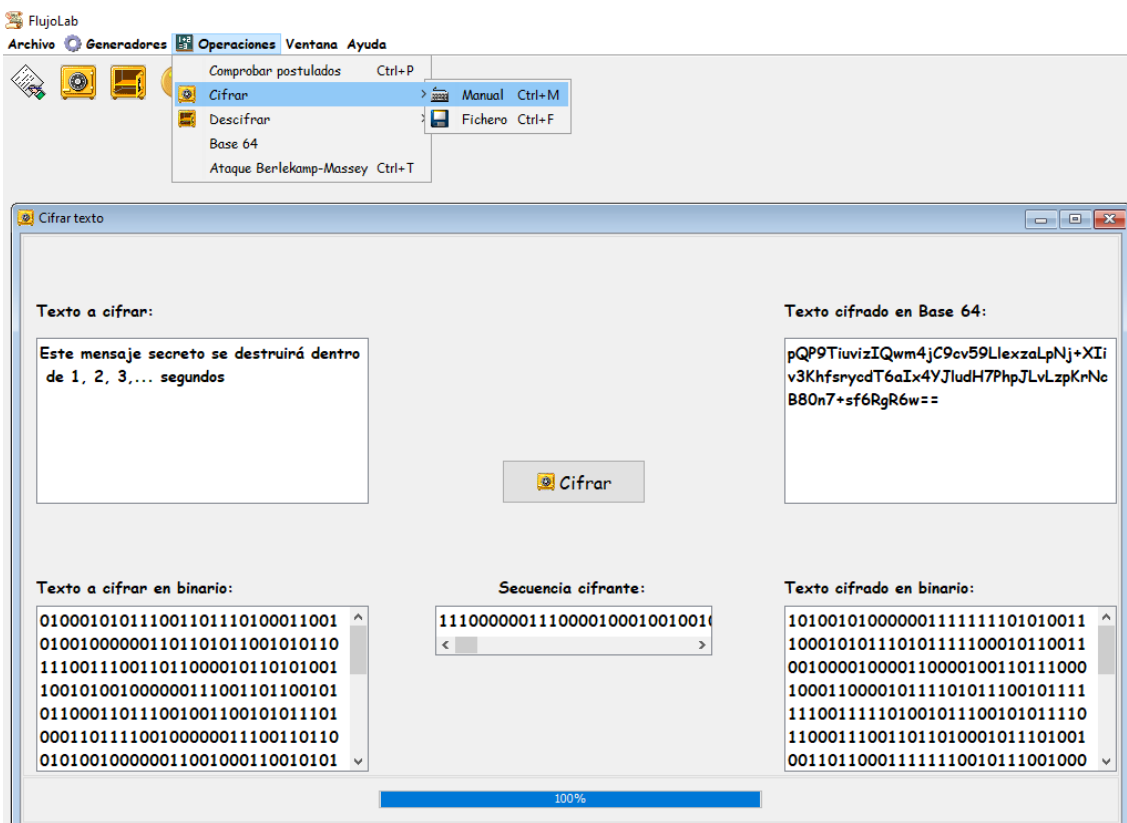 FlujoLab
Archivo Generadores Operaciones Ventana Ayuda
Comprobar postulados Ctrl+P
Cifrar Manual Ctrl+M
Descifrar Fichero Ctrl+F
Base 64
Ataque Berlekamp-Massey Ctrl+T
Cifrar texto
Texto a cifrar:
Este mensaje secreto se destruirá dentro
de 1, 2, 3,... segundos
Texto cifrado en Base 64:
pQP9TiuvizIQwm4jC9cv59LlexzaLpNj+XIi
v3KhfsrycdT6aIx4YJludH7PhpJLvLzpKrNc
B80n7+sf6RgR6w==
Cifrar
Texto a cifrar en binario:
010001010111001101110100011001
010010000001101101011001010110
111001110011011000010110101001
100101001000000111001101100101
011000110111001001100101011101
000110111100100000011100110110
010100100000011001000110010101
Secuencia cifrante:
111000000111000010001001001
Texto cifrado en binario:
101001010000001111111101010011
100010101110101111100010110011
001000010000110000100110111000
100011000010111101011100101111
111001111101001011100101011110
110001110011011010001011101001
001101100011111110010111001000
100%